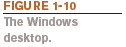 FIGURE 1-10
The Windows
desktop.